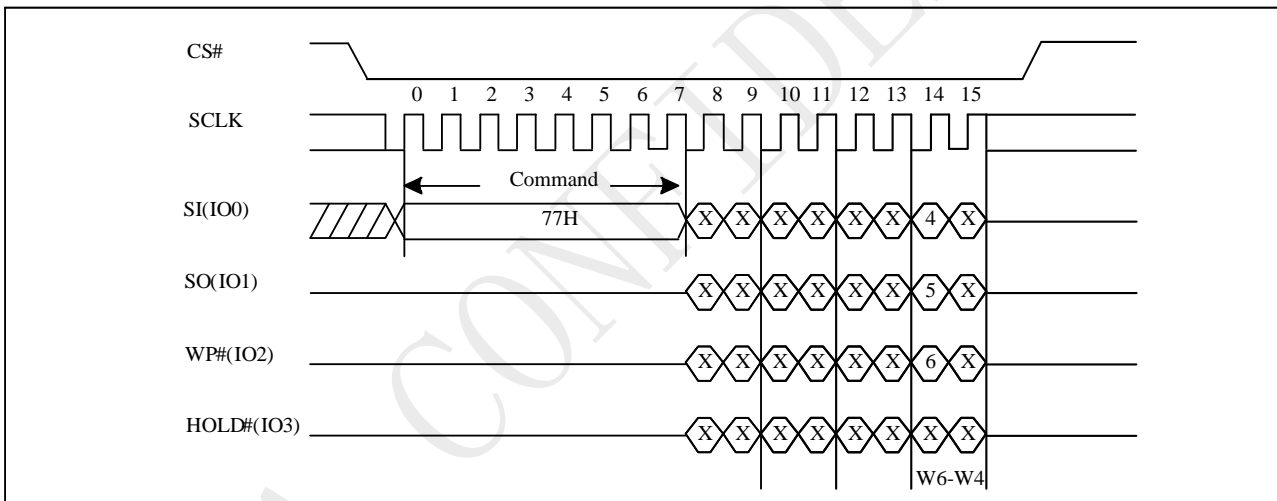 CS#
0 1 2 3 4 5 6 7 8 9 10 11 12 13 14 15
SCLK
Command
SI(IO0) 77H X X X X X X 4 X
SO(IO1) X X X X X X 5 X
WP#(IO2) X X X X X X 6 X
HOLD#(IO3) X X X X X X X X
W6-W4